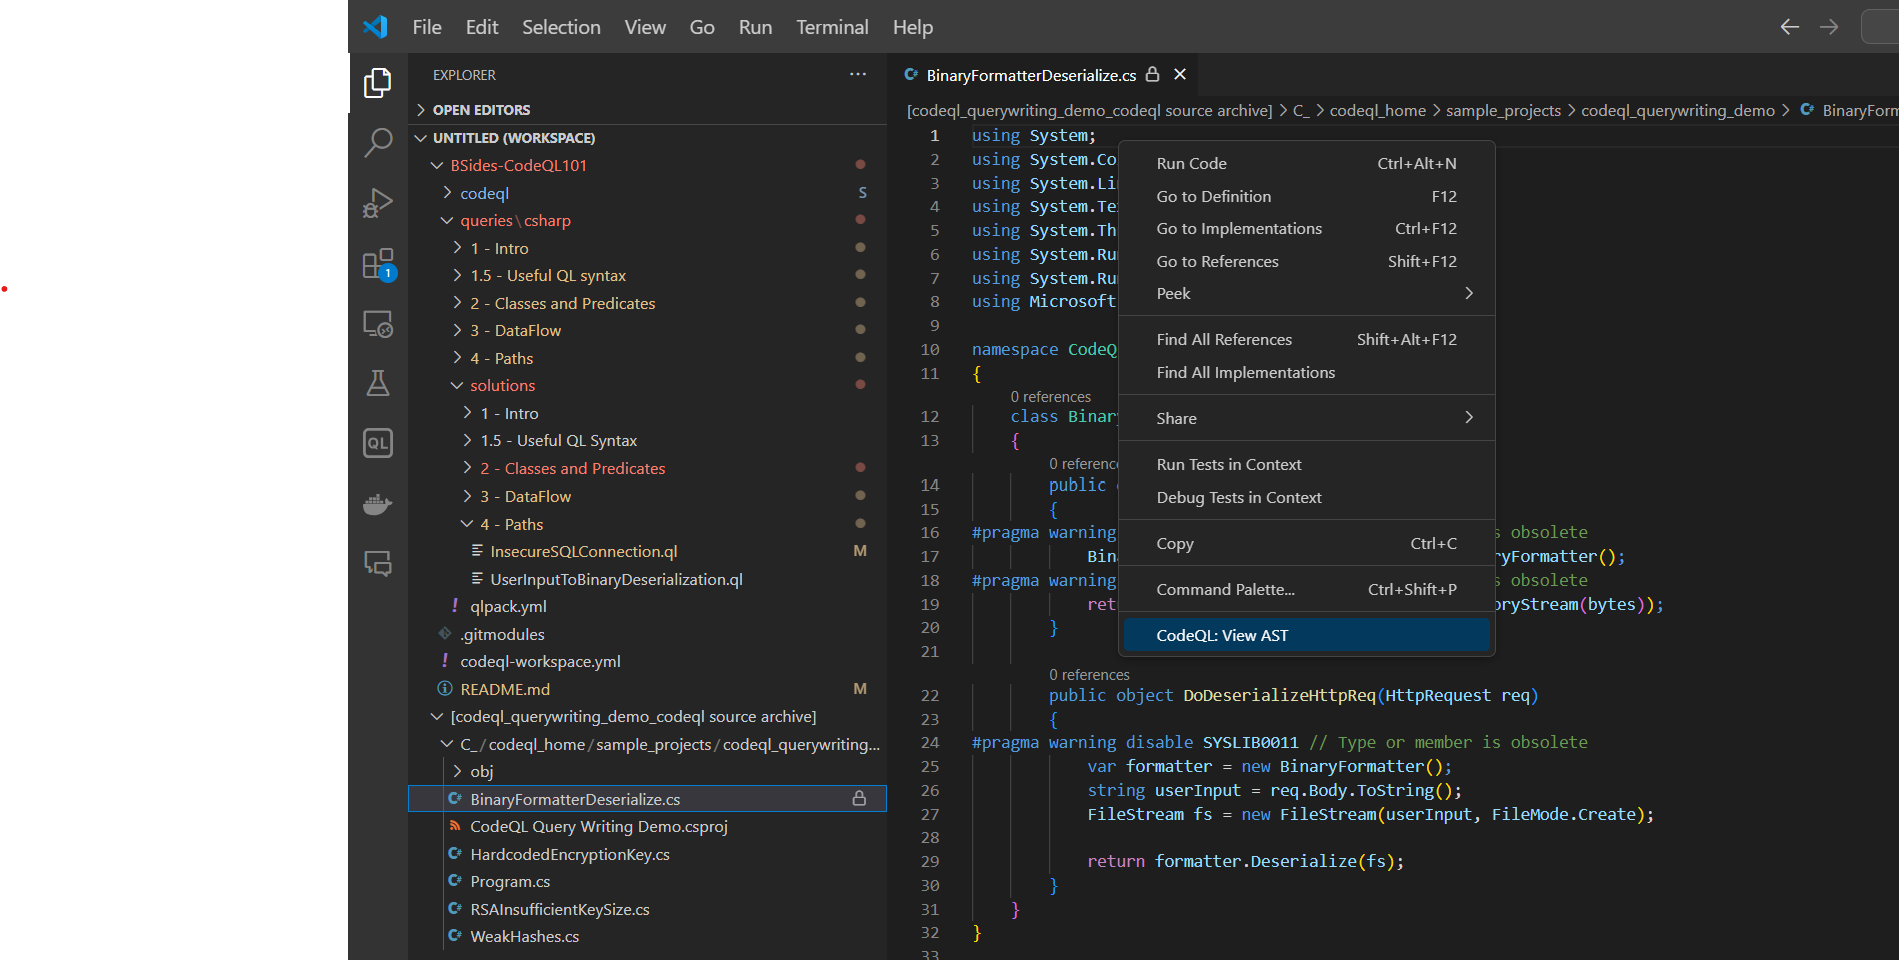 File Edit Selection View Go Run Terminal Help
EXPLORER ...
OPEN EDITORS
UNTITLED (WORKSPACE)
BSides-CodeQL101
codeql S
queries\csharp
1 - Intro
1.5 - Useful QL syntax
2 - Classes and Predicates
3 - DataFlow
4 - Paths
solutions
1 - Intro
1.5 - Useful QL Syntax
2 - Classes and Predicates
3 - DataFlow
4 - Paths
InsecureSQLConnection.ql M
UserInputToBinaryDeserialization.ql
! qlpack.yml
.gitmodules
! codeql-workspace.yml
README.md M
[codeql_querywriting_demo_codeql source archive]
C_/codeql_home/sample_projects/codeql_querywriting...
obj
C# BinaryFormatterDeserialize.cs
CodeQL Query Writing Demo.csproj
C# HardcodedEncryptionKey.cs
C# Program.cs
C# RSAInsufficientKeySize.cs
C# WeakHashes.cs
1
QL
C# BinaryFormatterDeserialize.cs
[codeql_querywriting_demo_codeql source archive] > C_ > codeql_home > sample_projects > codeql_querywriting_demo > C# BinaryForm
1 using System;
2 using System.Co
3 using System.Li
4 using System.Te
5 using System.Th
6 using System.Ru
7 using System.Ru
8 using Microsoft
9
10 namespace CodeQ
11 {
0 references
12 class Binary
13 {
0 referenc
14 public
15 {
16 #pragma warning s obsolete
17 Bin ryFormatter();
18 #pragma warning s obsolete
19 ret oryStream(bytes));
20 }
21
0 references
22 public object DoDeserializeHttpReq(HttpRequest req)
23 {
24 #pragma warning disable SYSLIB0011 // Type or member is obsolete
25 var formatter = new BinaryFormatter();
26 string userInput = req.Body.ToString();
27 FileStream fs = new FileStream(userInput, FileMode.Create);
28
29 return formatter.Deserialize(fs);
30 }
31 }
32 }
33
Run Code Ctrl+Alt+N
Go to Definition F12
Go to Implementations Ctrl+F12
Go to References Shift+F12
Peek
Find All References Shift+Alt+F12
Find All Implementations
Share
Run Tests in Context
Debug Tests in Context
Copy Ctrl+C
Command Palette... Ctrl+Shift+P
CodeQL: View AST